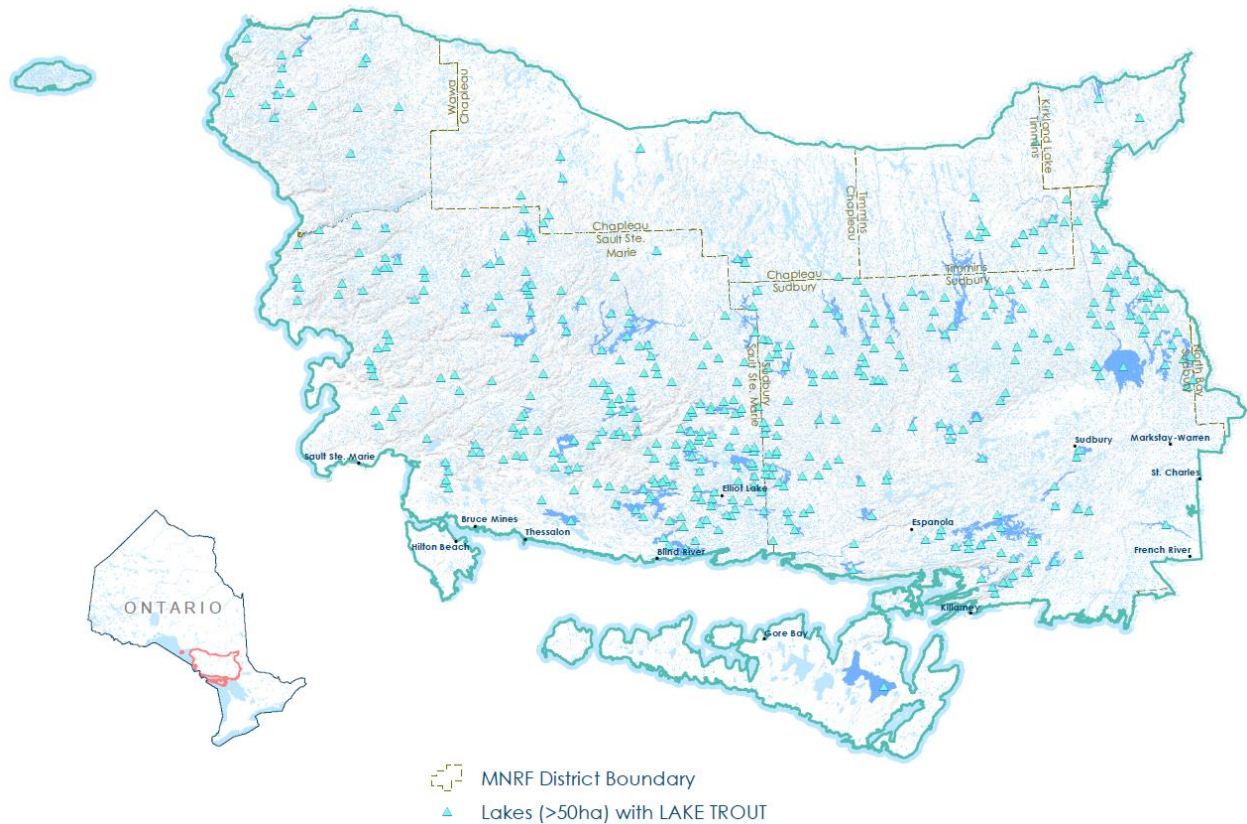 Wawa
Chapleau
Kirkland Lake
Timmins
Timmins
Chapleau
Chapleau
Sault Ste.
Marie
Chapleau
Sudbury
Timmins
Sudbury
Sudbury
Sault Ste. Marie
North Bay
Sudbury
Sudbury
Markstay-Warren
Sault Ste. Marie
St. Charles
Elliot Lake
Bruce Mines
Espanola
Thessalon
Hilton Beach
Blind River
French River
Killarney
Gore Bay
ONTARIO
MNRF District Boundary
Lakes (>50ha) with LAKE TROUT